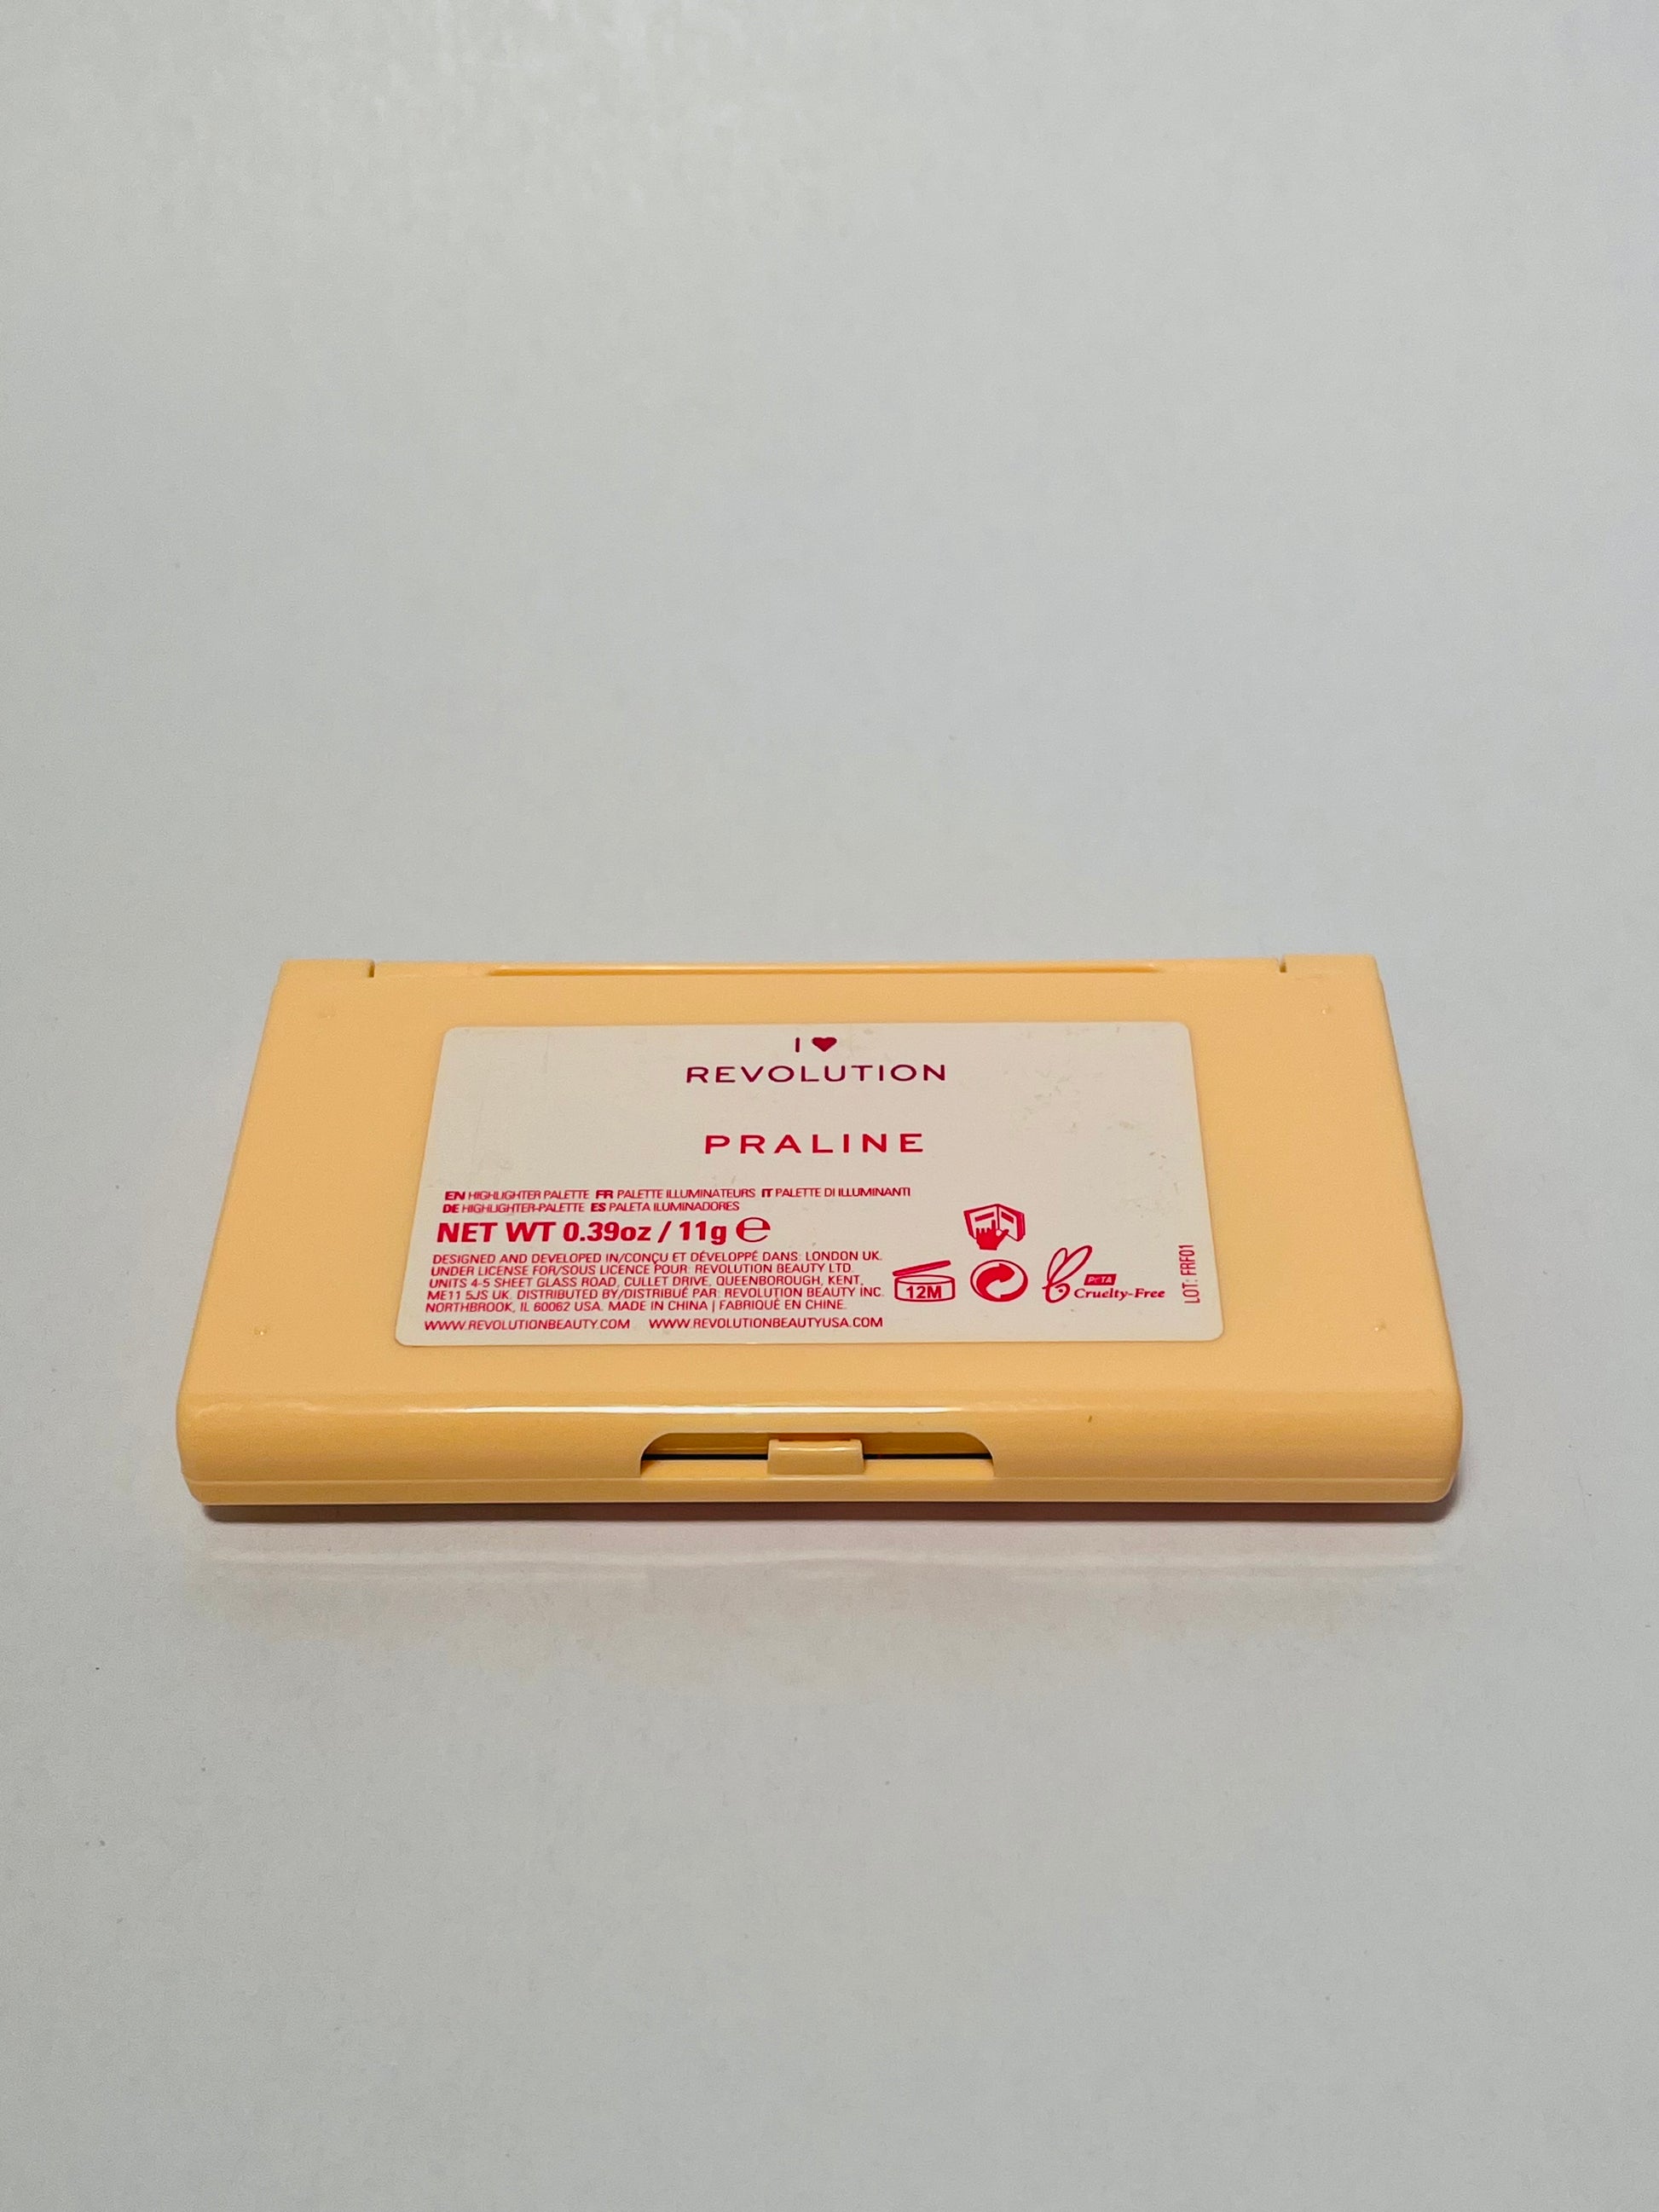 I ♥
REVOLUTION
PRALINE
EN HIGHLIGHTER PALETTE FR PALETTE ILLUMINATEURS IT PALETTE DI ILLUMINANTI
DE HIGHLIGHTER-PALETTE ES PALETA ILUMINADORES
NET WT 0.39oz / 11g ℮
DESIGNED AND DEVELOPED IN/CONÇU ET DÉVELOPPÉ DANS: LONDON UK.
UNDER LICENSE FOR/SOUS LICENCE POUR: REVOLUTION BEAUTY LTD.
UNITS 4-5 SHEET GLASS ROAD, CULLET DRIVE, QUEENBOROUGH, KENT,
ME11 5JS UK. DISTRIBUTED BY/DISTRIBUÉ PAR: REVOLUTION BEAUTY INC.
NORTHBROOK, IL 60062 USA. MADE IN CHINA | FABRIQUÉ EN CHINE.
WWW.REVOLUTIONBEAUTY.COM WWW.REVOLUTIONBEAUTYUSA.COM
12M
PETA
Cruelty-Free
LOT: FRF01